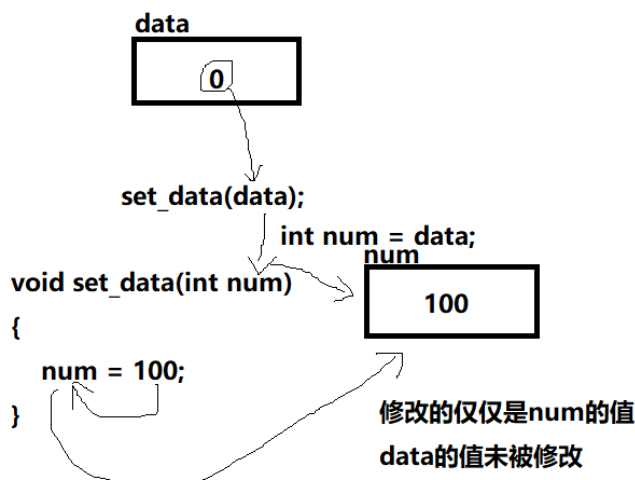 data
0
set_data(data);
int num = data;
num
void set_data(int num)
100
{
num = 100;
}
修改的仅仅是num的值
data的值未被修改